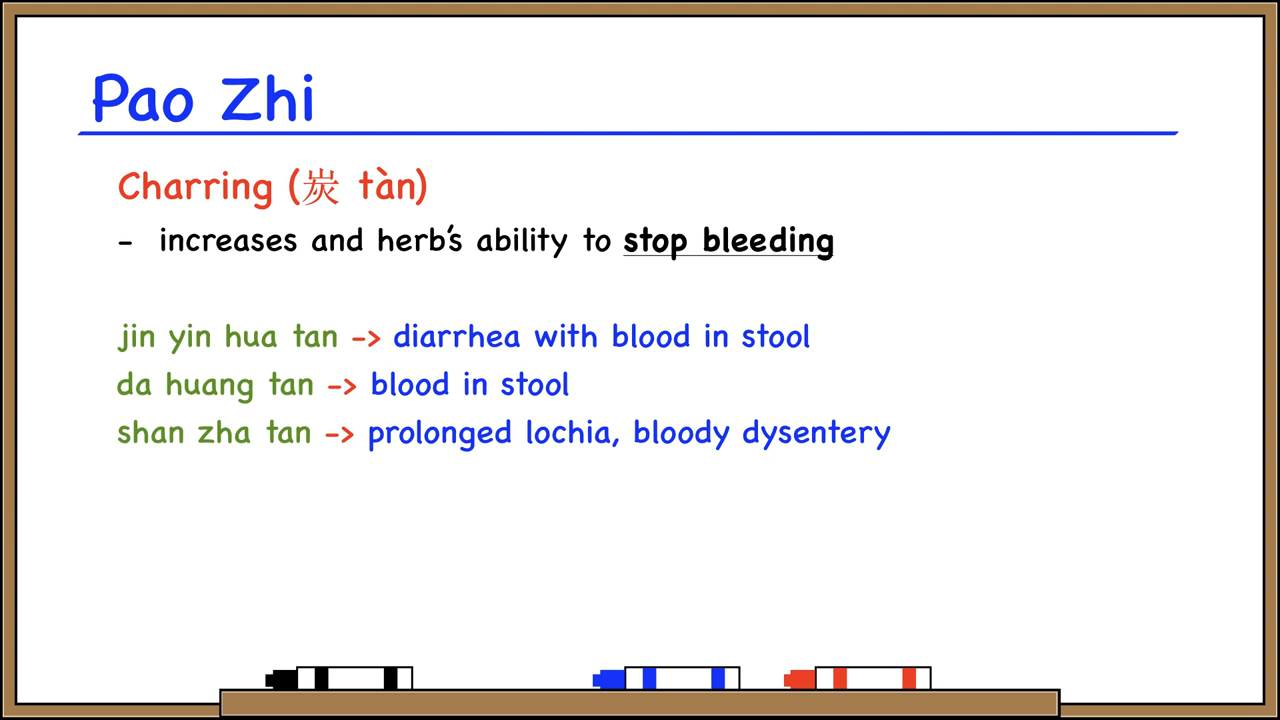 Pao Zhi
Charring (炭 tàn)
- increases and herb's ability to stop bleeding
jin yin hua tan -> diarrhea with blood in stool
da huang tan -> blood in stool
shan zha tan -> prolonged lochia, bloody dysentery